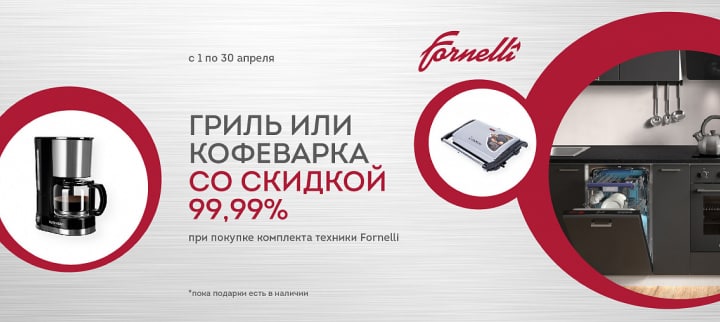 с 1 по 30 апреля
Fornelli
ГРИЛЬ ИЛИ
КОФЕВАРКА
СО СКИДКОЙ
99,99%
при покупке комплекта техники Fornelli
*пока подарки есть в наличии